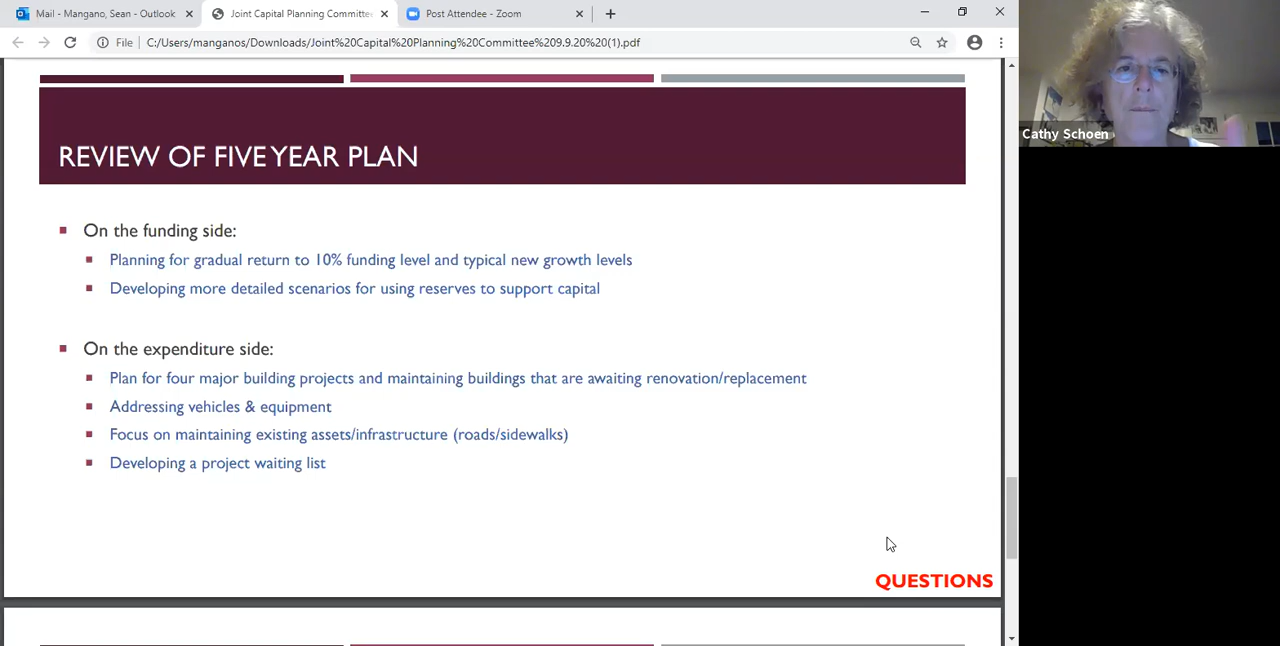 Mail - Mangano, Sean - Outlook
Joint Capital Planning Committee
Post Attendee - Zoom
File
C:/Users/manganos/Downloads/Joint%20Capital%20Planning%20Committee%209.9.20%20(1).pdf
Cathy Schoen
REVIEW OF FIVE YEAR PLAN
On the funding side:
Planning for gradual return to 10% funding level and typical new growth levels
Developing more detailed scenarios for using reserves to support capital
On the expenditure side:
Plan for four major building projects and maintaining buildings that are awaiting renovation/replacement
Addressing vehicles & equipment
Focus on maintaining existing assets/infrastructure (roads/sidewalks)
Developing a project waiting list
QUESTIONS